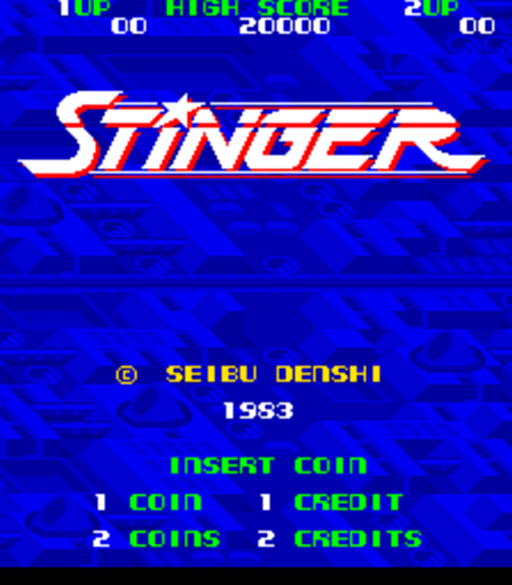 1UP HIGH SCORE 2UP
00 20000 00
STINGER
© SEIBU DENSHI
1983
INSERT COIN
1 COIN 1 CREDIT
2 COINS 2 CREDITS